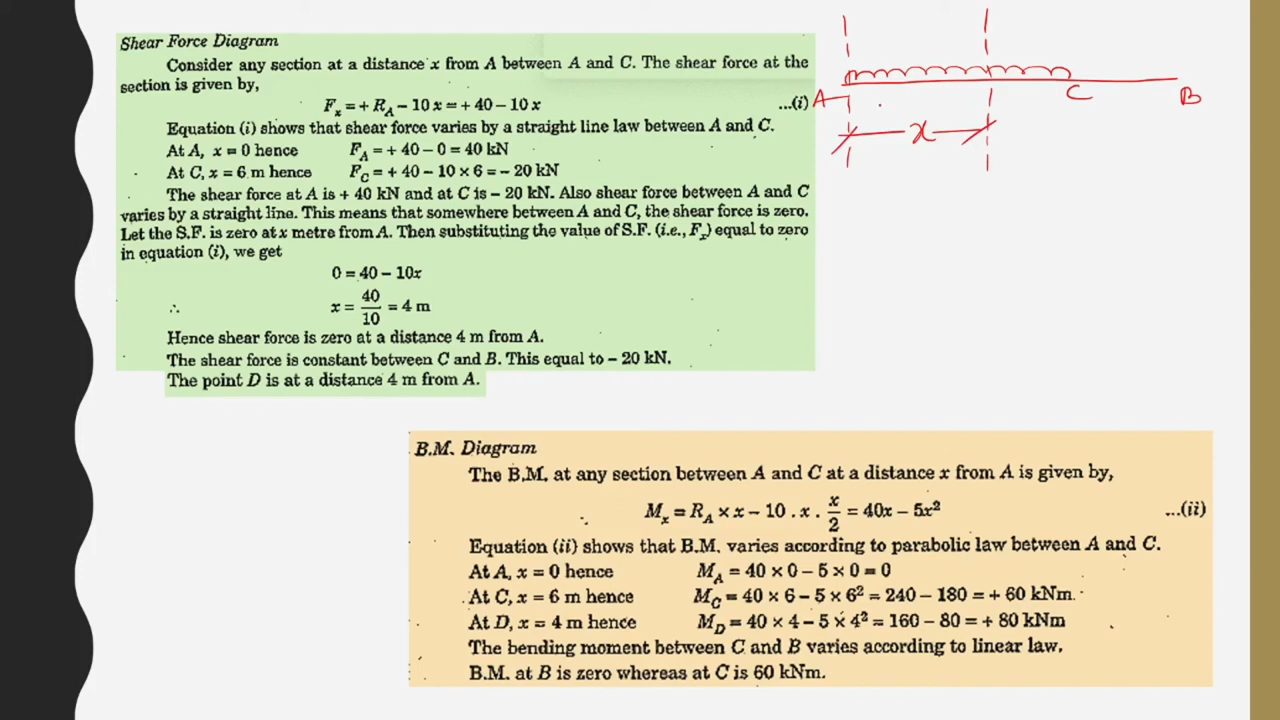 Shear Force Diagram
Consider any section at a distance x from A between A and C. The shear force at the
section is given by,
Fx = + RA − 10 x = + 40 − 10 x ...(i)
Equation (i) shows that shear force varies by a straight line law between A and C.
At A, x = 0 hence FA = + 40 − 0 = 40 kN
At C, x = 6 m hence FC = + 40 − 10 × 6 = − 20 kN
The shear force at A is + 40 kN and at C is − 20 kN. Also shear force between A and C
varies by a straight line. This means that somewhere between A and C, the shear force is zero.
Let the S.F. is zero at x metre from A. Then substituting the value of S.F. (i.e., Fx) equal to zero
in equation (i), we get
0 = 40 − 10x
∴ x = 40/10 = 4 m
Hence shear force is zero at a distance 4 m from A.
The shear force is constant between C and B. This equal to − 20 kN.
The point D is at a distance 4 m from A.
A C B
x
B.M. Diagram
The B.M. at any section between A and C at a distance x from A is given by,
Mx = RA × x − 10 . x . x/2 = 40x − 5x² ...(ii)
Equation (ii) shows that B.M. varies according to parabolic law between A and C.
At A, x = 0 hence MA = 40 × 0 − 5 × 0 = 0
At C, x = 6 m hence MC = 40 × 6 − 5 × 6² = 240 − 180 = + 60 kNm.
At D, x = 4 m hence MD = 40 × 4 − 5 × 4² = 160 − 80 = + 80 kNm
The bending moment between C and B varies according to linear law.
B.M. at B is zero whereas at C is 60 kNm.